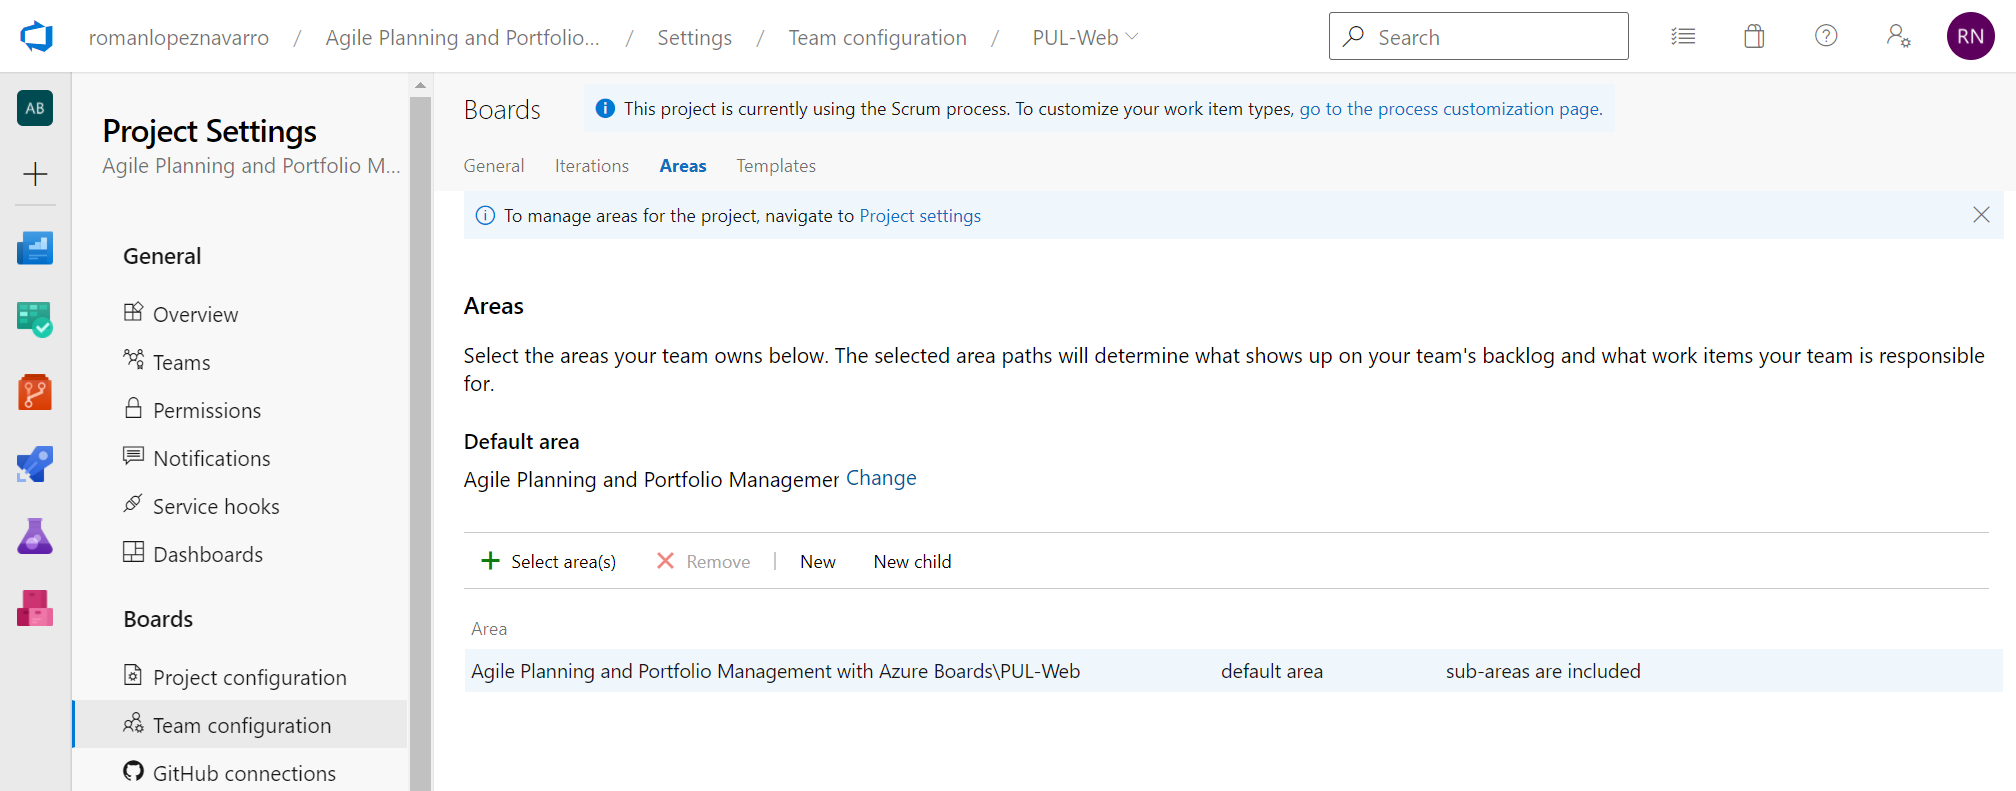 romanlopeznavarro / Agile Planning and Portfolio... / Settings / Team configuration / PUL-Web
Search
RN
AB
Project Settings
Agile Planning and Portfolio M...
General
Overview
Teams
Permissions
Notifications
Service hooks
Dashboards
Boards
Project configuration
Team configuration
GitHub connections
Boards
This project is currently using the Scrum process. To customize your work item types, go to the process customization page.
General Iterations Areas Templates
To manage areas for the project, navigate to Project settings
Areas
Select the areas your team owns below. The selected area paths will determine what shows up on your team's backlog and what work items your team is responsible
for.
Default area
Agile Planning and Portfolio Managemer Change
Select area(s) Remove | New New child
Area
Agile Planning and Portfolio Management with Azure Boards\PUL-Web default area sub-areas are included